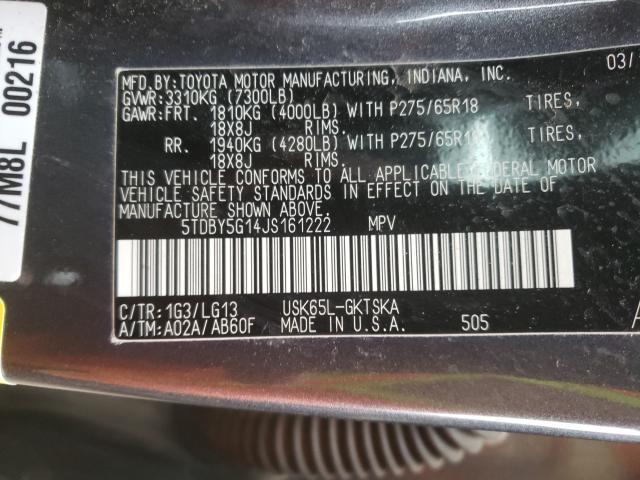 77M8L 00216
MFD.BY:TOYOTA MOTOR MANUFACTURING, INDIANA, INC. 03/
GVWR:3310KG (7300LB)
GAWR:FRT. 1810KG (4000LB) WITH P275/65R18 TIRES,
18X8J RIMS.
RR. 1940KG (4280LB) WITH P275/65R1 TIRES,
18X8J RIMS.
THIS VEHICLE CONFORMS TO ALL APPLICABLE FEDERAL MOTOR
VEHICLE SAFETY STANDARDS IN EFFECT ON THE DATE OF
MANUFACTURE SHOWN ABOVE.
5TDBY5G14JS161222 MPV
C/TR:1G3/LG13 USK65L-GKTSKA
A/TM:A02A/AB60F MADE IN U.S.A. 505